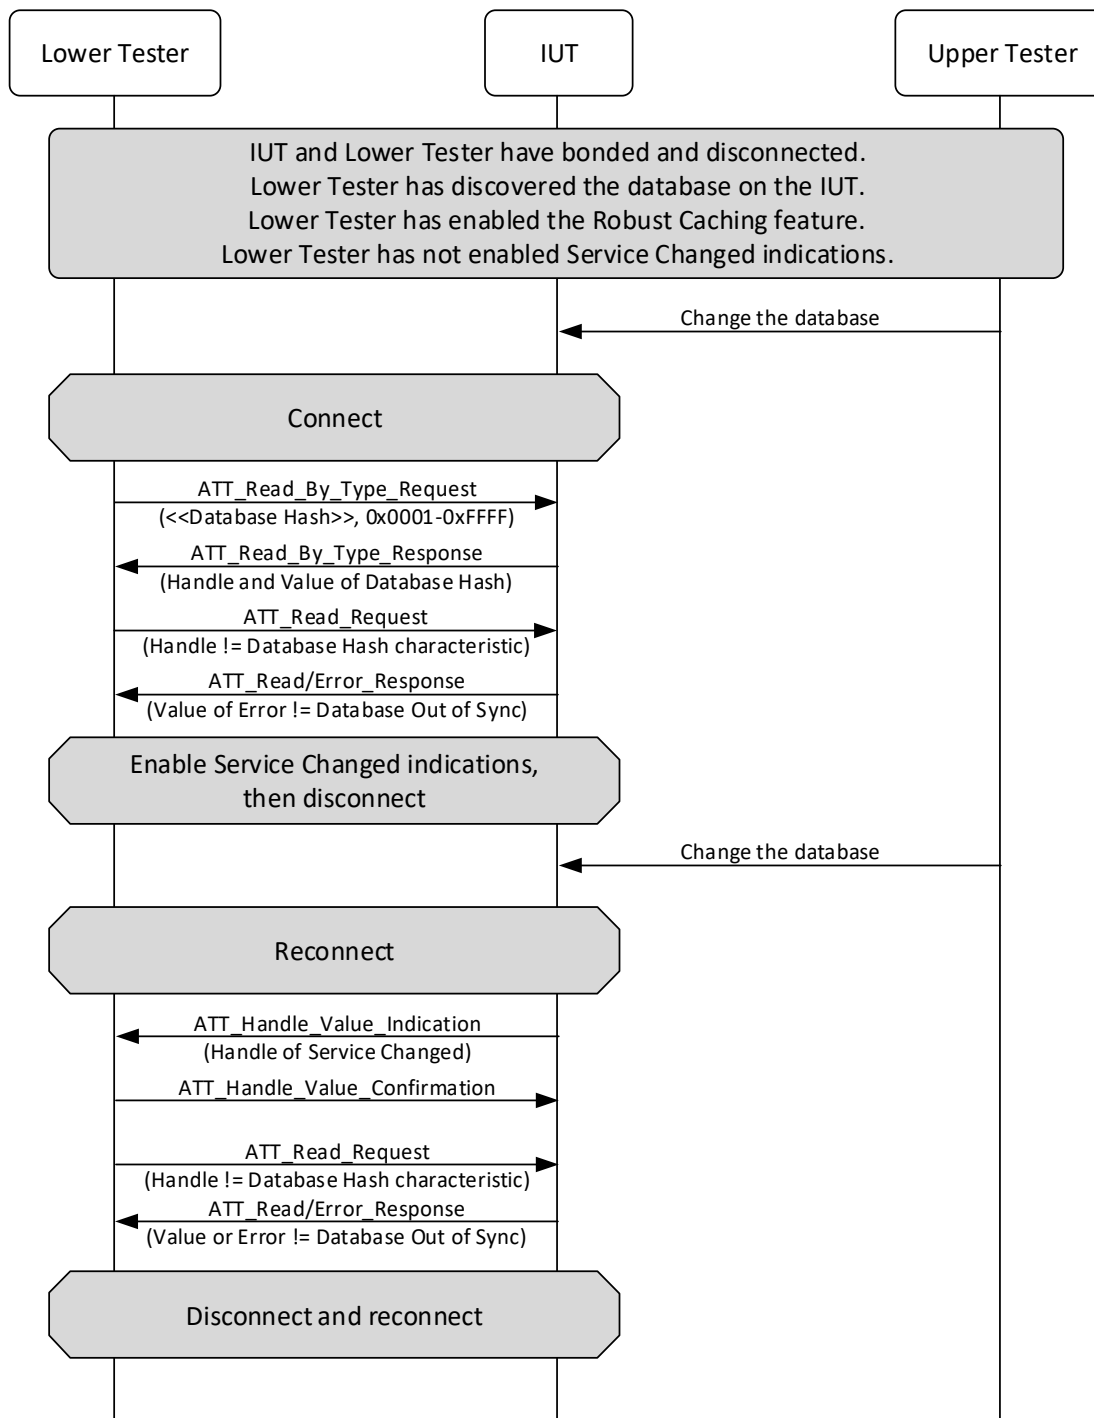 Lower Tester
IUT
Upper Tester
IUT and Lower Tester have bonded and disconnected.
Lower Tester has discovered the database on the IUT.
Lower Tester has enabled the Robust Caching feature.
Lower Tester has not enabled Service Changed indications.
Change the database
Connect
ATT_Read_By_Type_Request
(<<Database Hash>>, 0x0001-0xFFFF)
ATT_Read_By_Type_Response
(Handle and Value of Database Hash)
ATT_Read_Request
(Handle != Database Hash characteristic)
ATT_Read/Error_Response
(Value of Error != Database Out of Sync)
Enable Service Changed indications,
then disconnect
Change the database
Reconnect
ATT_Handle_Value_Indication
(Handle of Service Changed)
ATT_Handle_Value_Confirmation
ATT_Read_Request
(Handle != Database Hash characteristic)
ATT_Read/Error_Response
(Value or Error != Database Out of Sync)
Disconnect and reconnect